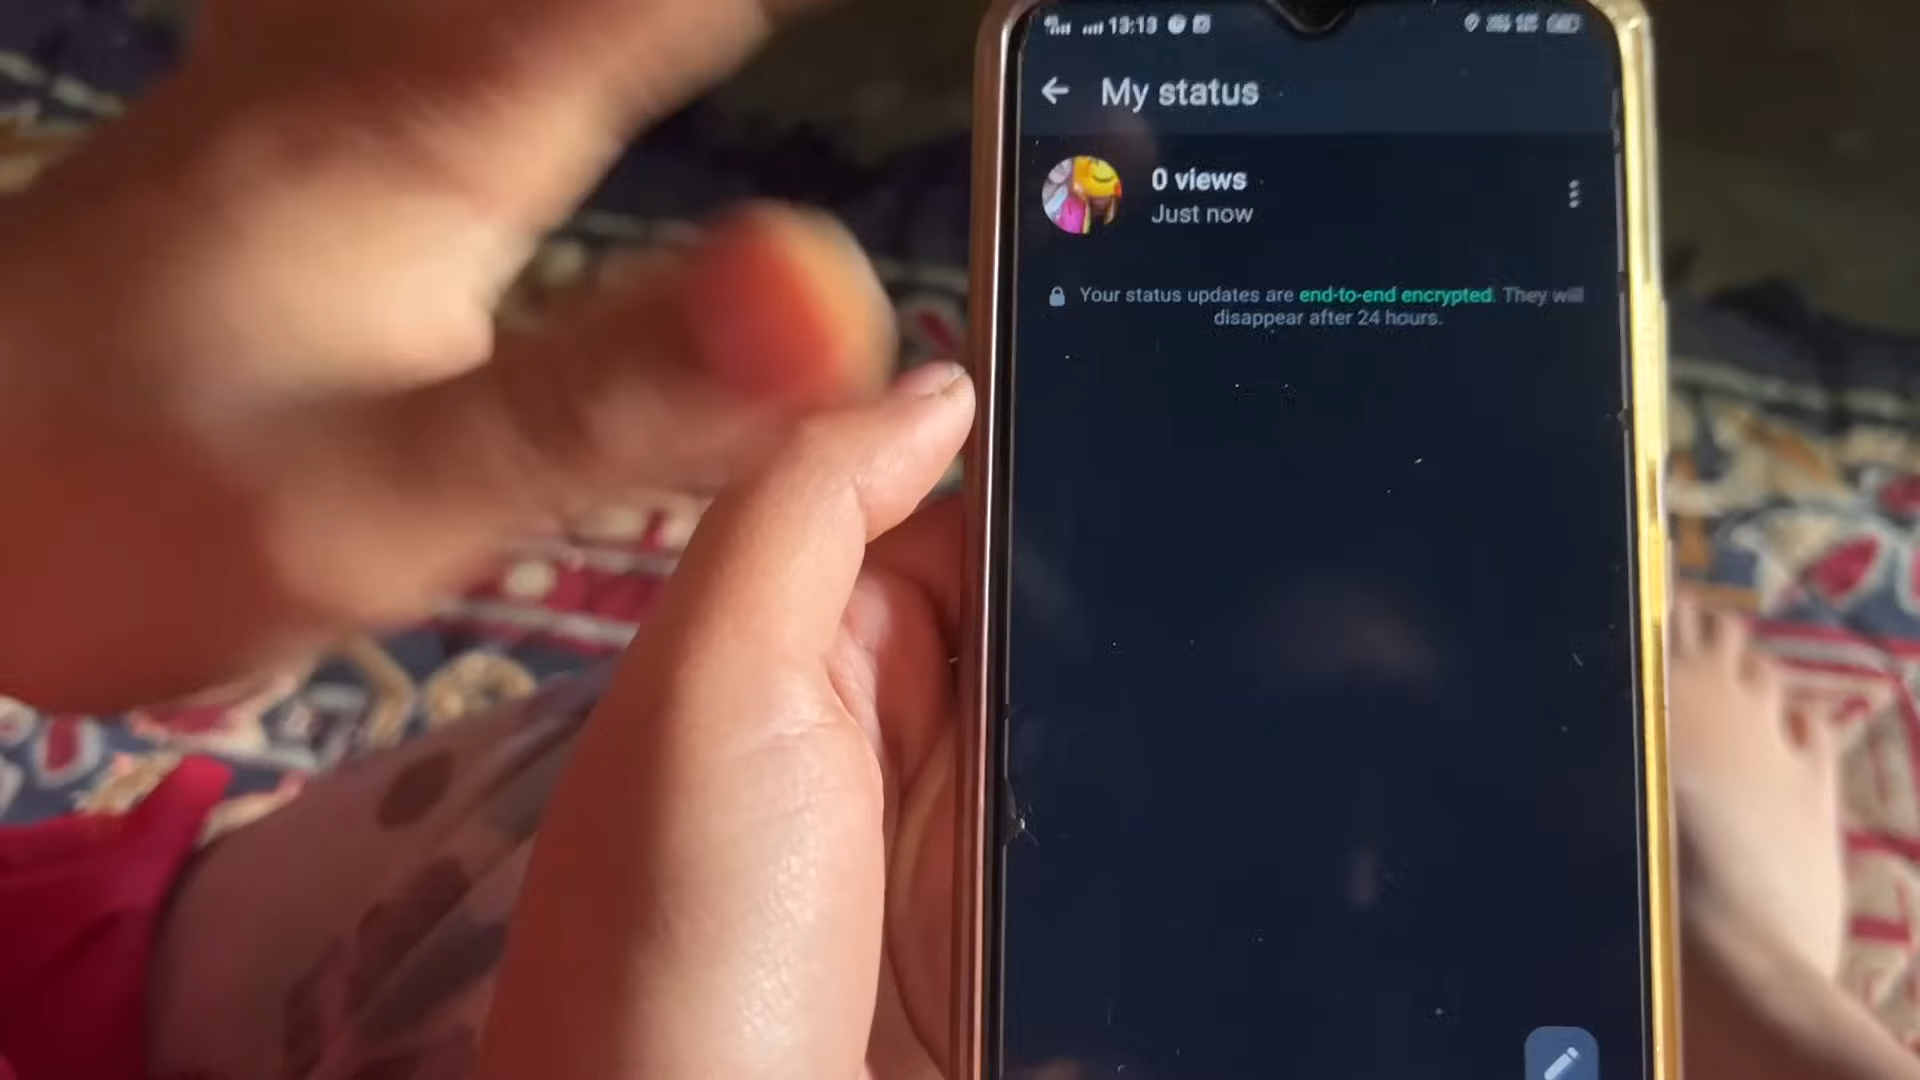 13:13
My status
0 views
Just now
Your status updates are end-to-end encrypted. They will
disappear after 24 hours.